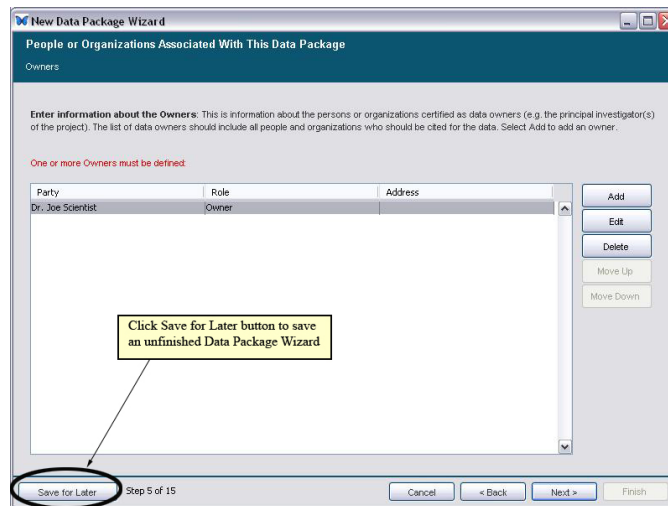 New Data Package Wizard
People or Organizations Associated With This Data Package
Owners
Enter information about the Owners: This is information about the persons or organizations certified as data owners (e.g. the principal investigator(s)
of the project). The list of data owners should include all people and organizations who should be cited for the data. Select Add to add an owner.
One or more Owners must be defined:
Party Role Address
Dr. Joe Scientist Owner
Add
Edit
Delete
Move Up
Move Down
Click Save for Later button to save
an unfinished Data Package Wizard
Save for Later Step 5 of 15 Cancel < Back Next > Finish